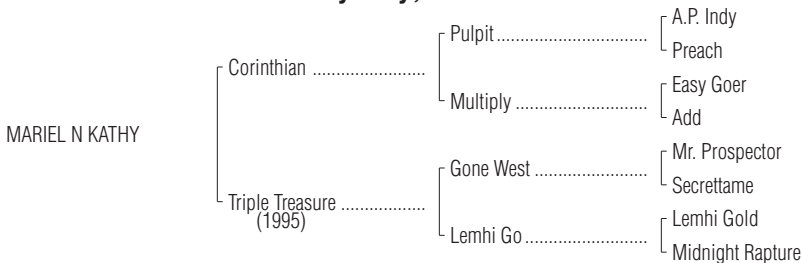 A.P. Indy
Pulpit
Preach
Corinthian
Easy Goer
Multiply
Add
MARIEL N KATHY
Mr. Prospector
Gone West
Secrettame
Triple Treasure
(1995)
Lemhi Gold
Lemhi Go
Midnight Rapture